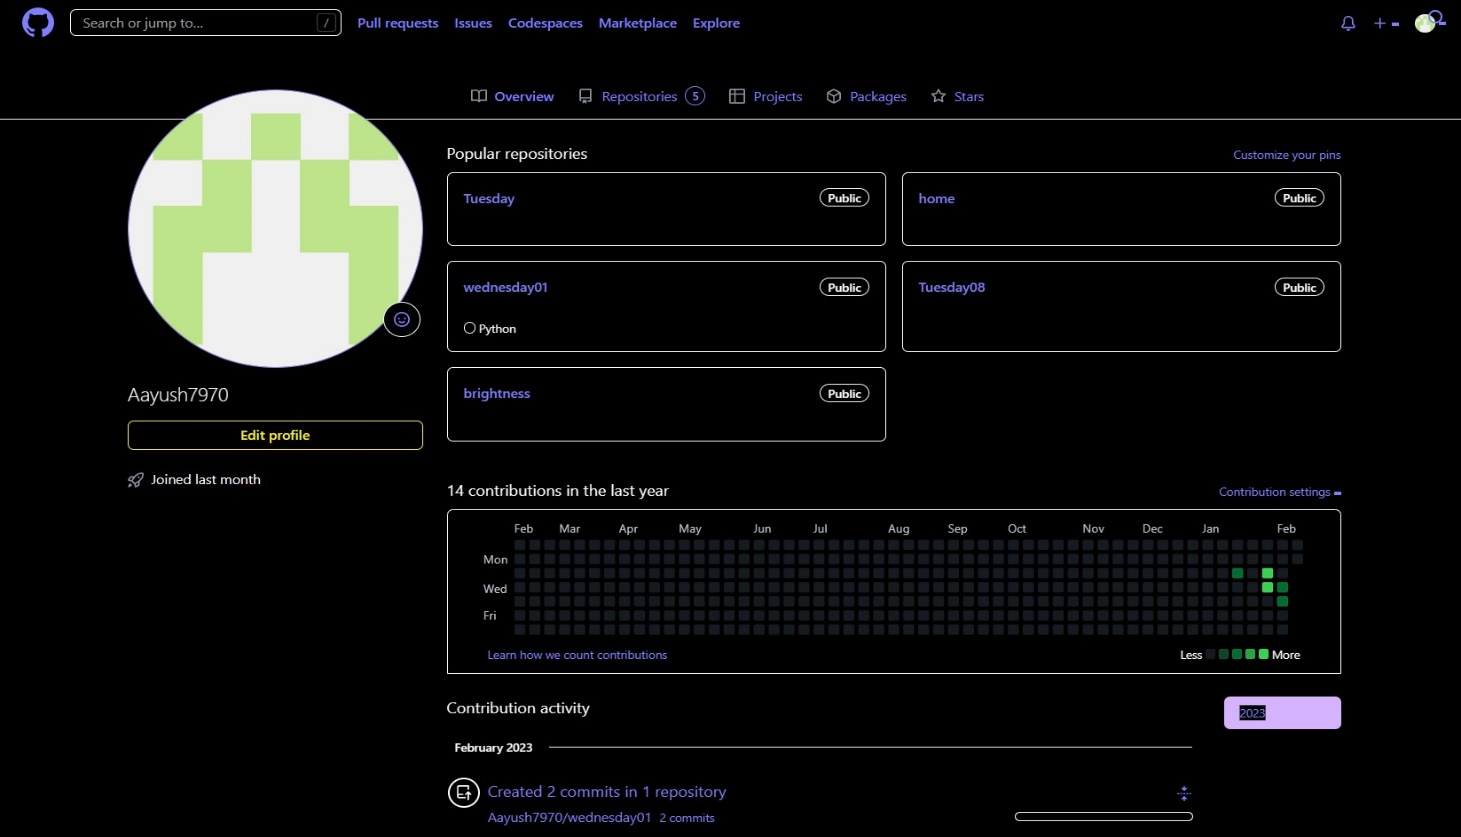 Search or jump to... / Pull requests Issues Codespaces Marketplace Explore
Overview Repositories 5 Projects Packages Stars
Aayush7970
Edit profile
Joined last month
Popular repositories Customize your pins
Tuesday Public
home Public
wednesday01 Public
Python
Tuesday08 Public
brightness Public
14 contributions in the last year Contribution settings
Feb Mar Apr May Jun Jul Aug Sep Oct Nov Dec Jan Feb
Mon
Wed
Fri
Learn how we count contributions Less More
Contribution activity 2023
February 2023
Created 2 commits in 1 repository
Aayush7970/wednesday01 2 commits